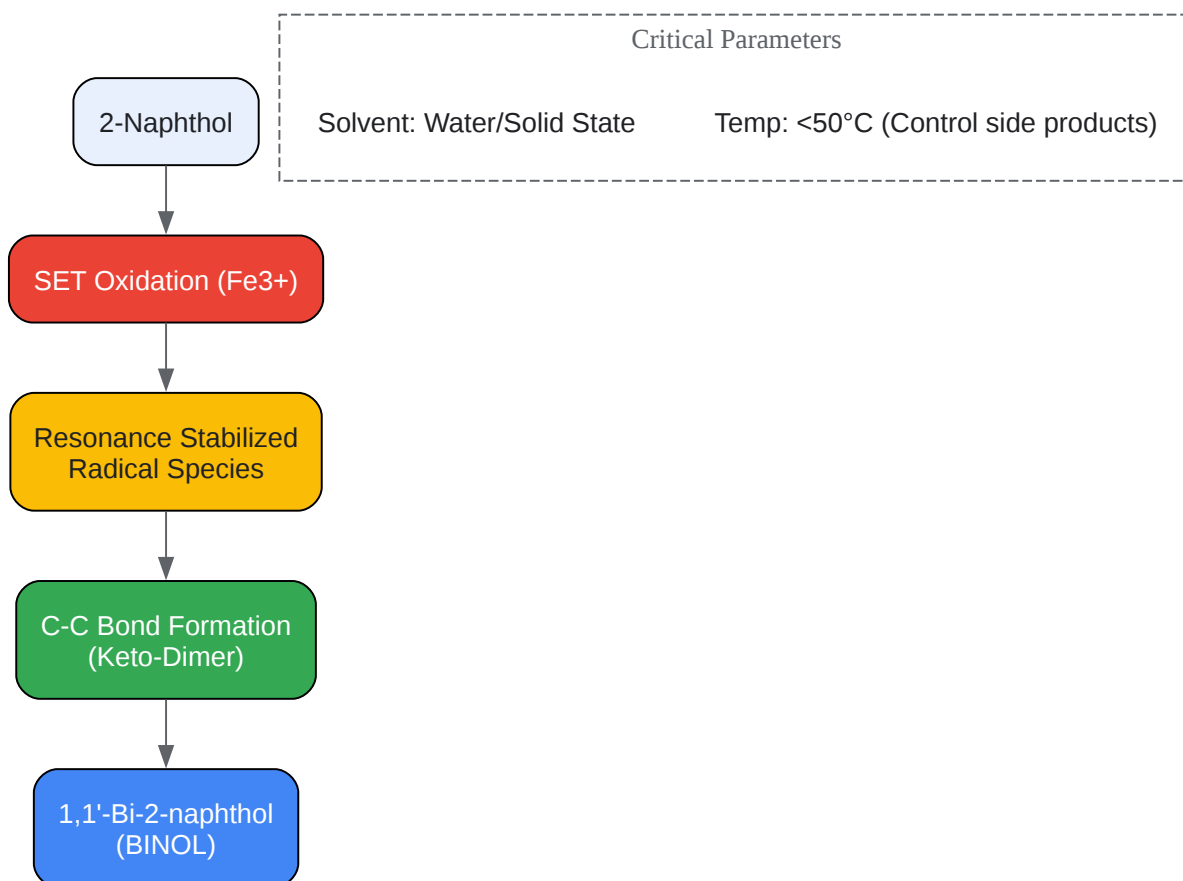 Critical Parameters
2-Naphthol
Solvent: Water/Solid State
Temp: <50°C (Control side products)
SET Oxidation (Fe3+)
Resonance Stabilized
Radical Species
C-C Bond Formation
(Keto-Dimer)
1,1'-Bi-2-naphthol
(BINOL)